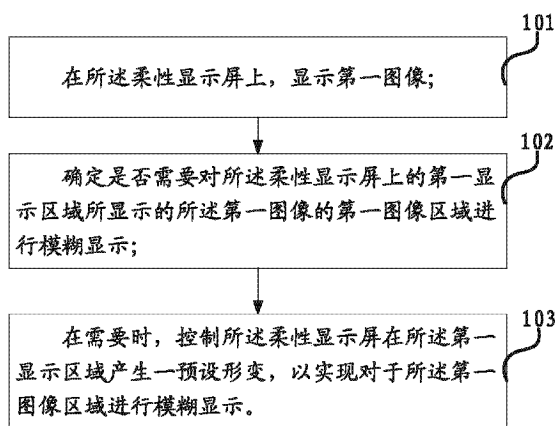 101
在所述柔性显示屏上，显示第一图像；
102
确定是否需要对所述柔性显示屏上的第一显
示区域所显示的所述第一图像的第一图像区域进
行模糊显示；
103
在需要时，控制所述柔性显示屏在所述第一
显示区域产生一预设形变，以实现对于所述第一
图像区域进行模糊显示。